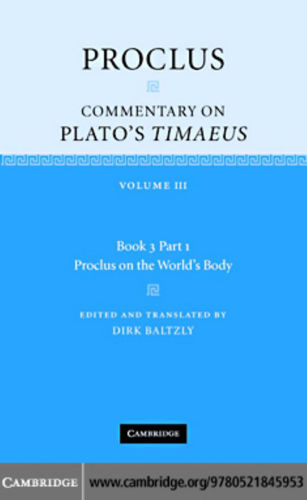 PROCLUS
COMMENTARY ON
PLATO'S TIMAEUS
VOLUME III
Book 3 Part 1
Proclus on the World's Body
EDITED AND TRANSLATED BY
DIRK BALTZLY
CAMBRIDGE
CAMBRIDGE www.cambridge.org/9780521845953